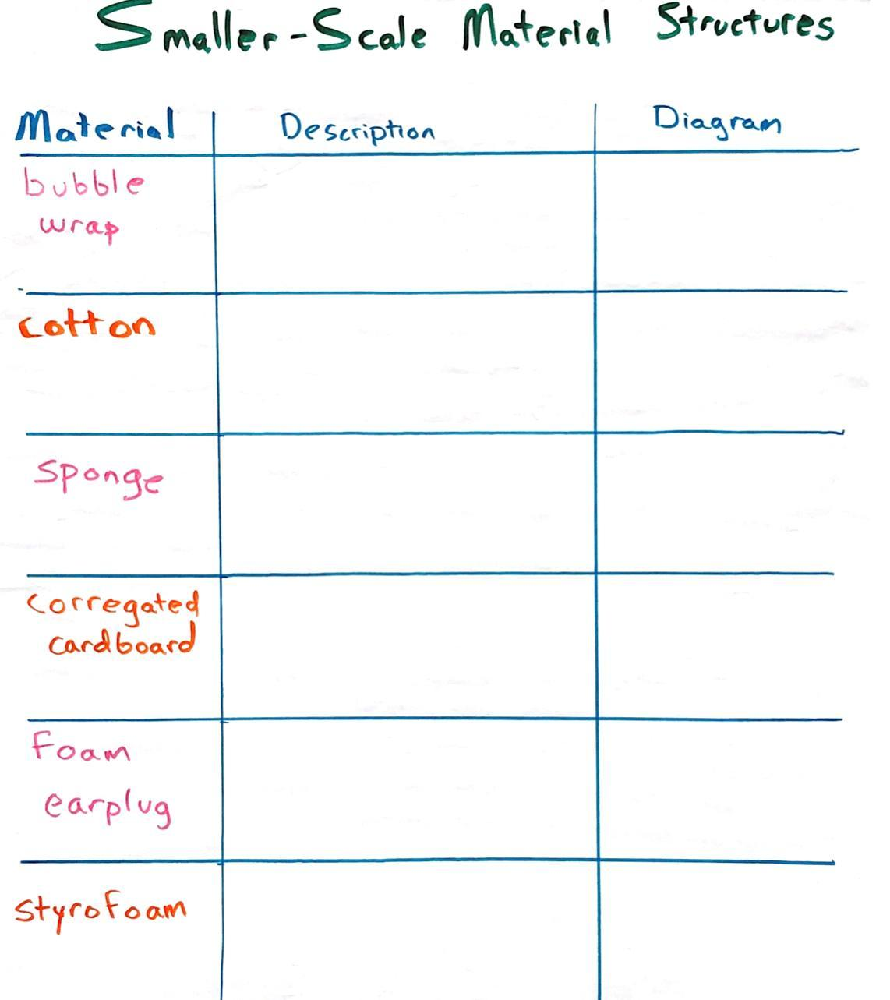 Smaller-Scale Material Structures
Material Description Diagram
bubble
wrap
cotton
sponge
corregated
cardboard
foam
earplug
styrofoam